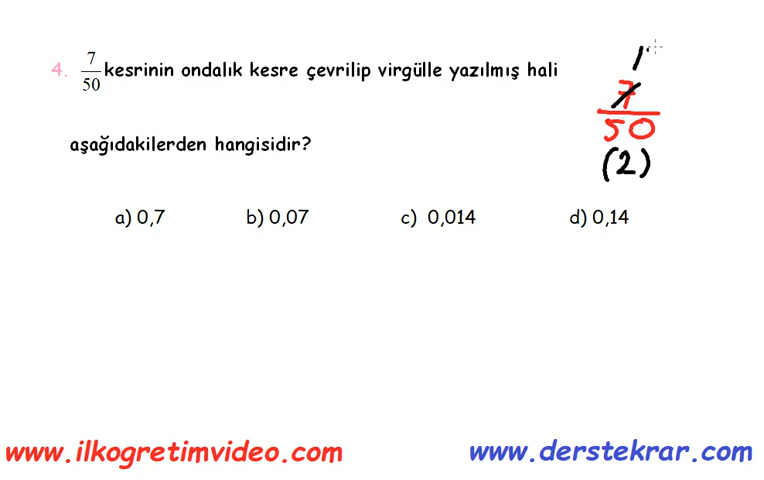 4. 7/50 kesrinin ondalık kesre çevrilip virgülle yazılmış hali
aşağıdakilerden hangisidir?
a) 0,7 b) 0,07 c) 0,014 d) 0,14
1
7
50
(2)
www.ilkogretimvideo.com www.derstekrar.com